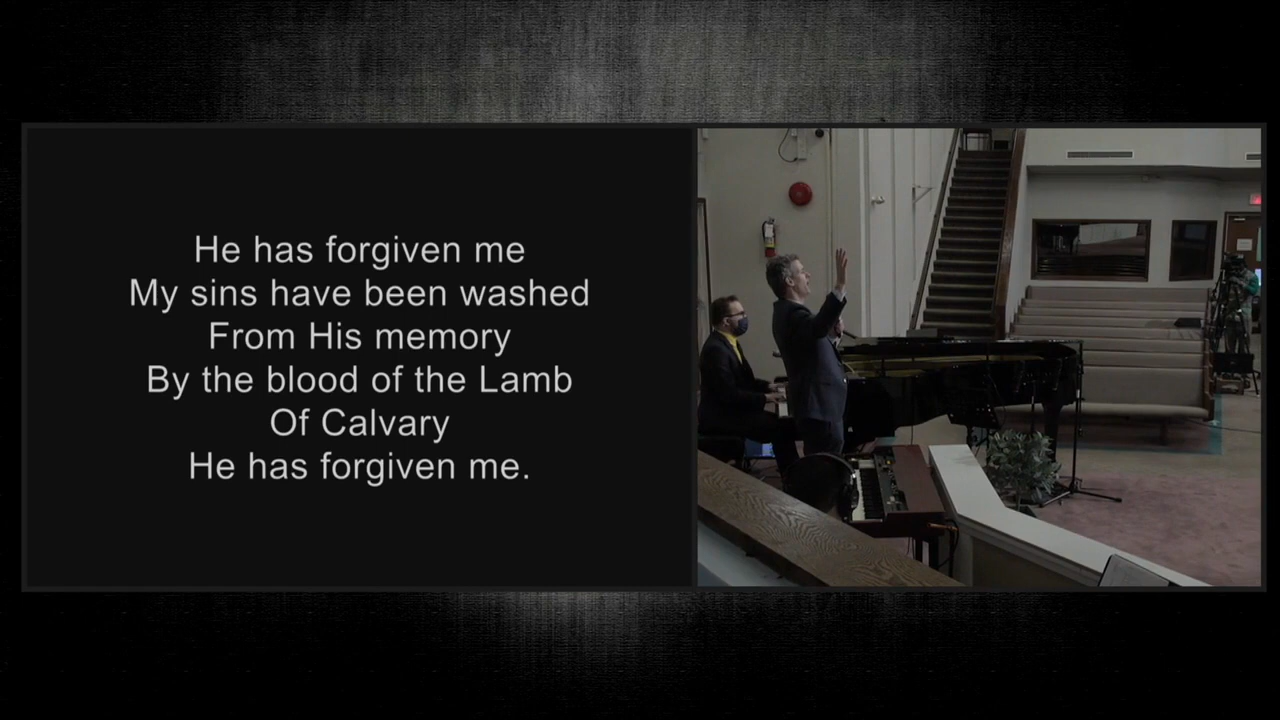 He has forgiven me
My sins have been washed
From His memory
By the blood of the Lamb
Of Calvary
He has forgiven me.